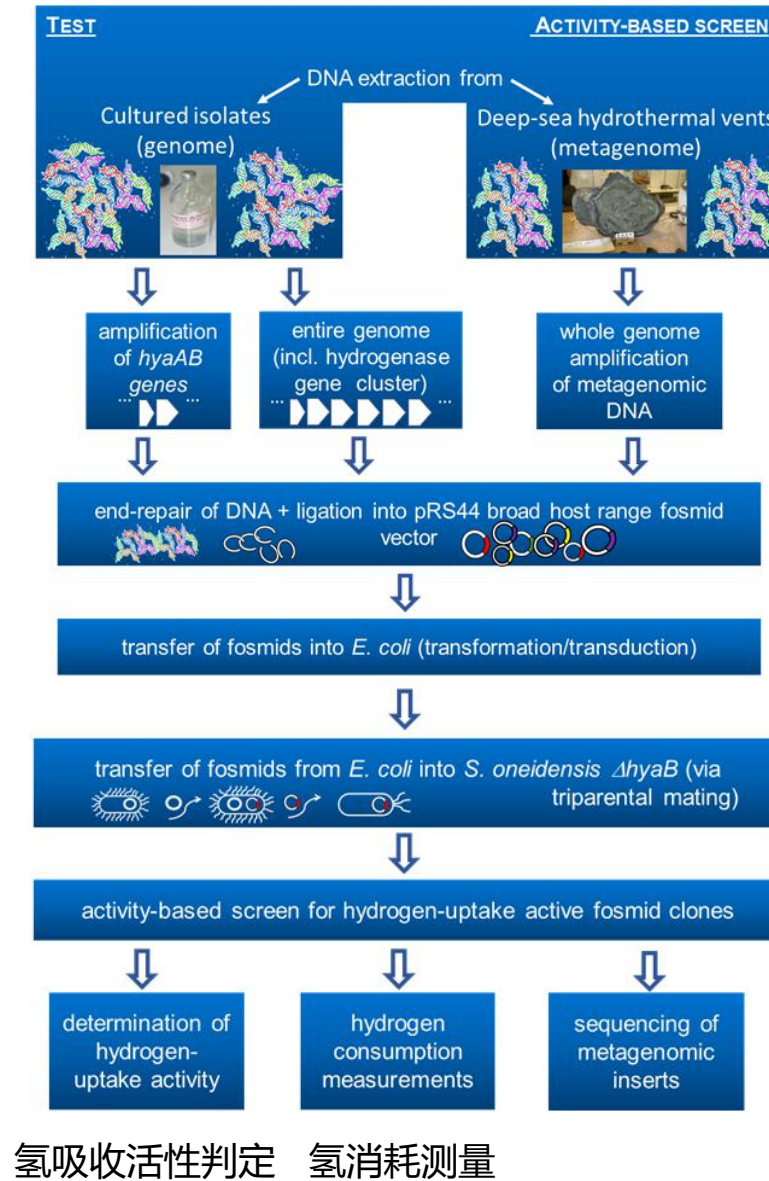 TEST
ACTIVITY-BASED SCREEN
DNA extraction from
Cultured isolates
(genome)
Deep-sea hydrothermal vents
(metagenome)
amplification
of hyaAB
genes
... ...
entire genome
(incl. hydrogenase
gene cluster)
... ...
whole genome
amplification
of metagenomic
DNA
end-repair of DNA + ligation into pRS44 broad host range fosmid
vector
transfer of fosmids into E. coli (transformation/transduction)
transfer of fosmids from E. coli into S. oneidensis ΔhyaB (via
triparental mating)
activity-based screen for hydrogen-uptake active fosmid clones
determination of
hydrogen-
uptake activity
hydrogen
consumption
measurements
sequencing of
metagenomic
inserts
氢吸收活性判定 氢消耗测量